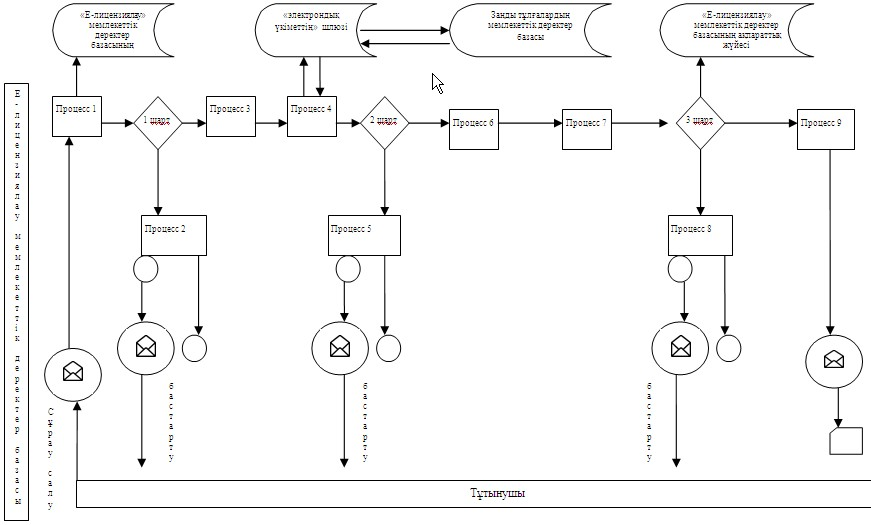 «Е-лицензиялау»
мемлекеттік
деректер
базасының
«электрондық
үкіметтің» шлюзі
Заңды тұлғалардың
мемлекеттік деректер
базасы
«Е-лицензиялау»
мемлекеттік деректер
базасының ақпараттық
жүйесі
Е-лицензиялау мемлекеттік деректер базасы
Процесс 1
1 шарт
Процесс 3
Процесс 4
2 шарт
Процесс 6
Процесс 7
3 шарт
Процесс 9
Процесс 2
Процесс 5
Процесс 8
Сұрау салу
бастарту
бастарту
бастарту
Тұтынушы